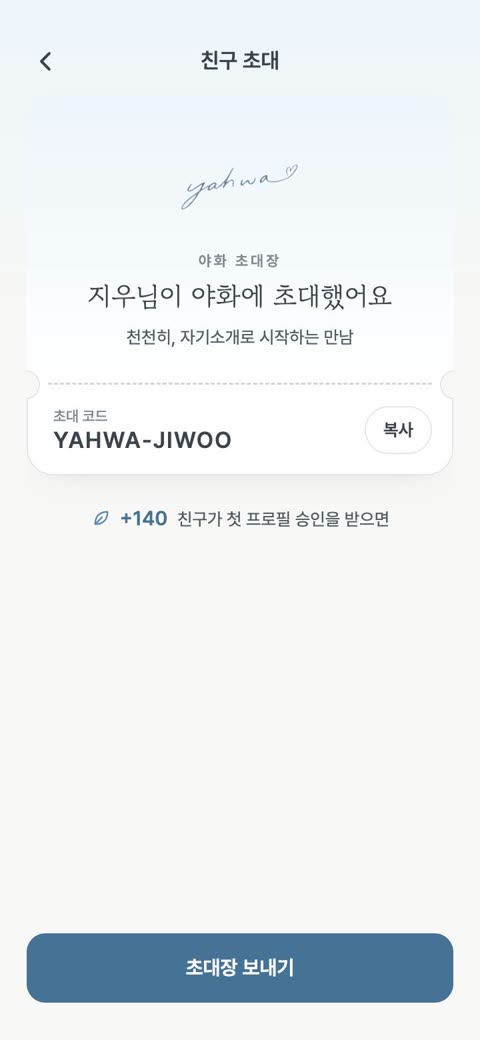 친구 초대
yahwa
야화 초대장
지우님이 야화에 초대했어요
천천히, 자기소개로 시작하는 만남
초대 코드
YAHWA-JIWOO
복사
+140 친구가 첫 프로필 승인을 받으면
초대장 보내기